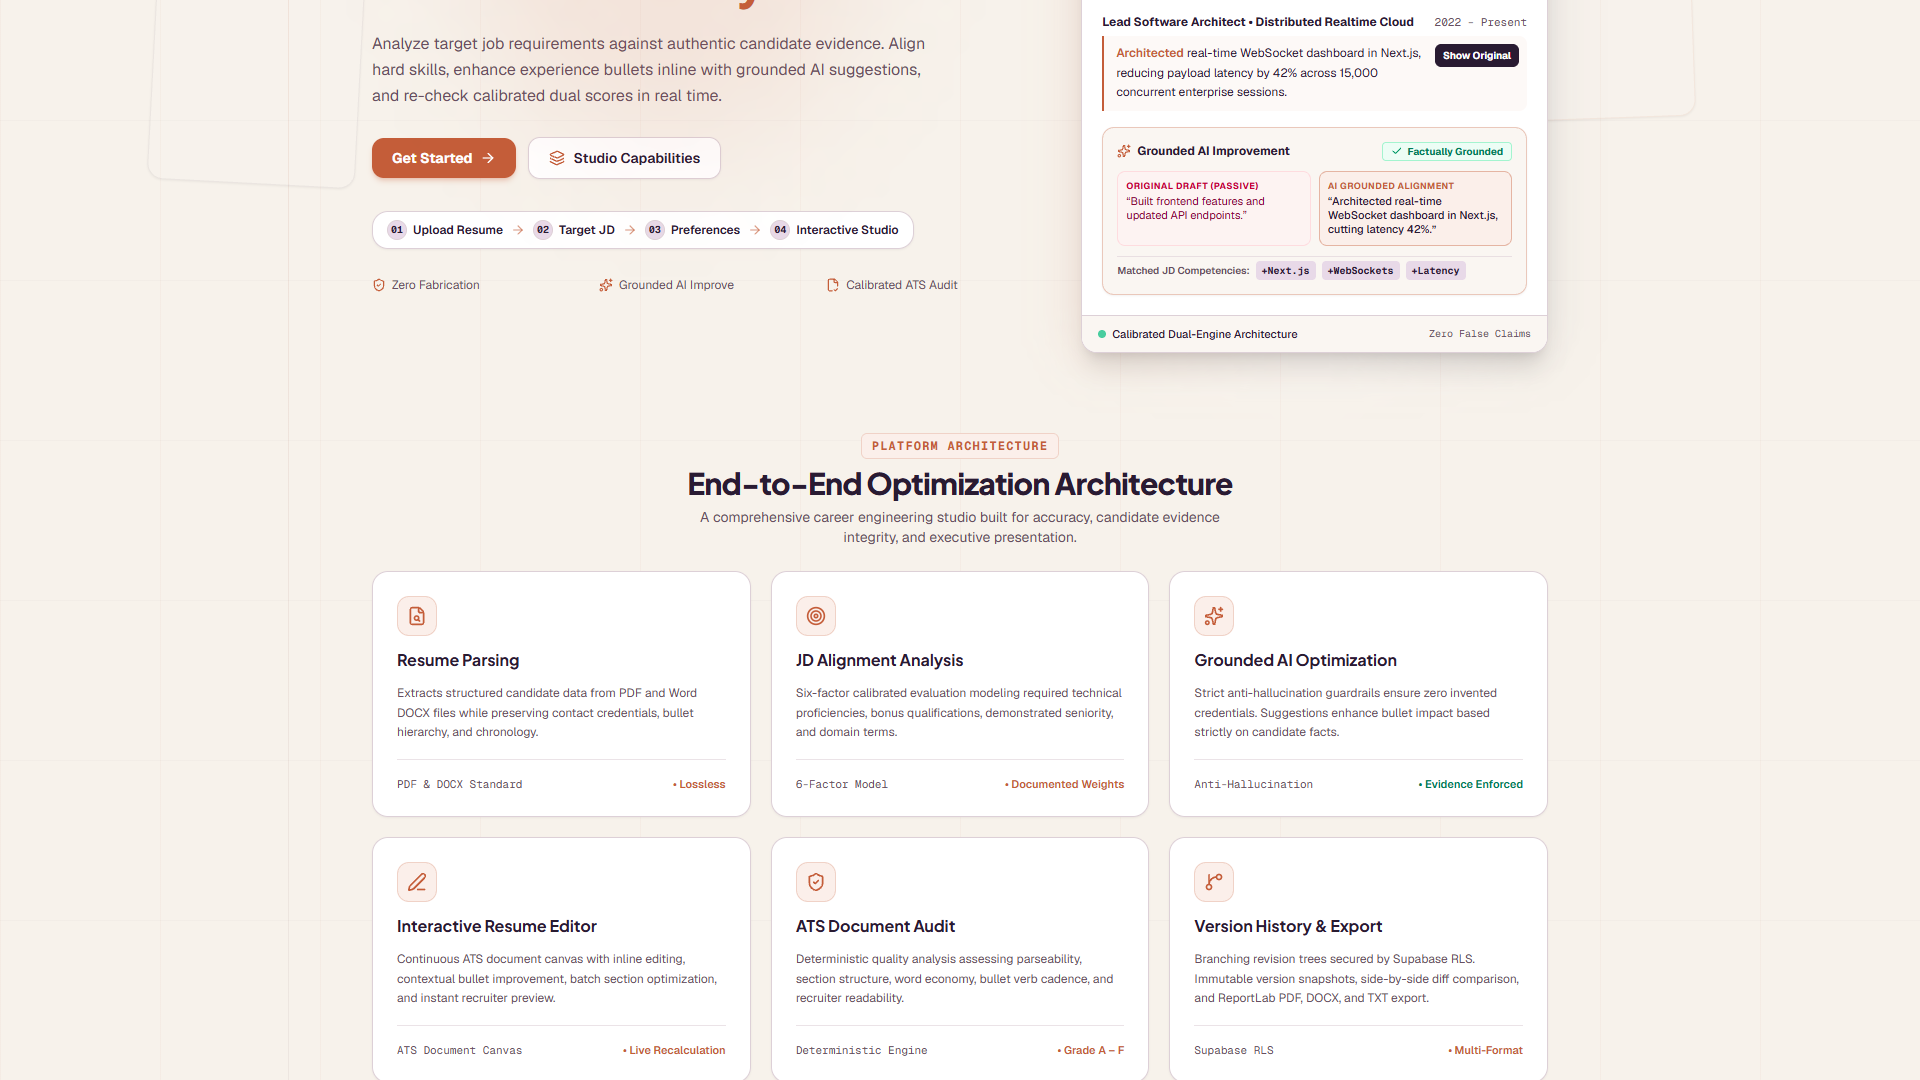 Analyze target job requirements against authentic candidate evidence. Align
hard skills, enhance experience bullets inline with grounded AI suggestions,
and re-check calibrated dual scores in real time.
Get Started
Studio Capabilities
01 Upload Resume 02 Target JD 03 Preferences 04 Interactive Studio
Zero Fabrication
Grounded AI Improve
Calibrated ATS Audit
Lead Software Architect • Distributed Realtime Cloud
2022 - Present
Architected real-time WebSocket dashboard in Next.js,
reducing payload latency by 42% across 15,000
concurrent enterprise sessions.
Show Original
Grounded AI Improvement
Factually Grounded
ORIGINAL DRAFT (PASSIVE)
“Built frontend features and
updated API endpoints.”
AI GROUNDED ALIGNMENT
“Architected real-time
WebSocket dashboard in Next.js,
cutting latency 42%.”
Matched JD Competencies: +Next.js +WebSockets +Latency
Calibrated Dual-Engine Architecture
Zero False Claims
PLATFORM ARCHITECTURE
End-to-End Optimization Architecture
A comprehensive career engineering studio built for accuracy, candidate evidence
integrity, and executive presentation.
Resume Parsing
Extracts structured candidate data from PDF and Word
DOCX files while preserving contact credentials, bullet
hierarchy, and chronology.
PDF & DOCX Standard
• Lossless
JD Alignment Analysis
Six-factor calibrated evaluation modeling required technical
proficiencies, bonus qualifications, demonstrated seniority,
and domain terms.
6-Factor Model
• Documented Weights
Grounded AI Optimization
Strict anti-hallucination guardrails ensure zero invented
credentials. Suggestions enhance bullet impact based
strictly on candidate facts.
Anti-Hallucination
• Evidence Enforced
Interactive Resume Editor
Continuous ATS document canvas with inline editing,
contextual bullet improvement, batch section optimization,
and instant recruiter preview.
ATS Document Canvas
• Live Recalculation
ATS Document Audit
Deterministic quality analysis assessing parseability,
section structure, word economy, bullet verb cadence, and
recruiter readability.
Deterministic Engine
• Grade A – F
Version History & Export
Branching revision trees secured by Supabase RLS.
Immutable version snapshots, side-by-side diff comparison,
and ReportLab PDF, DOCX, and TXT export.
Supabase RLS
• Multi-Format